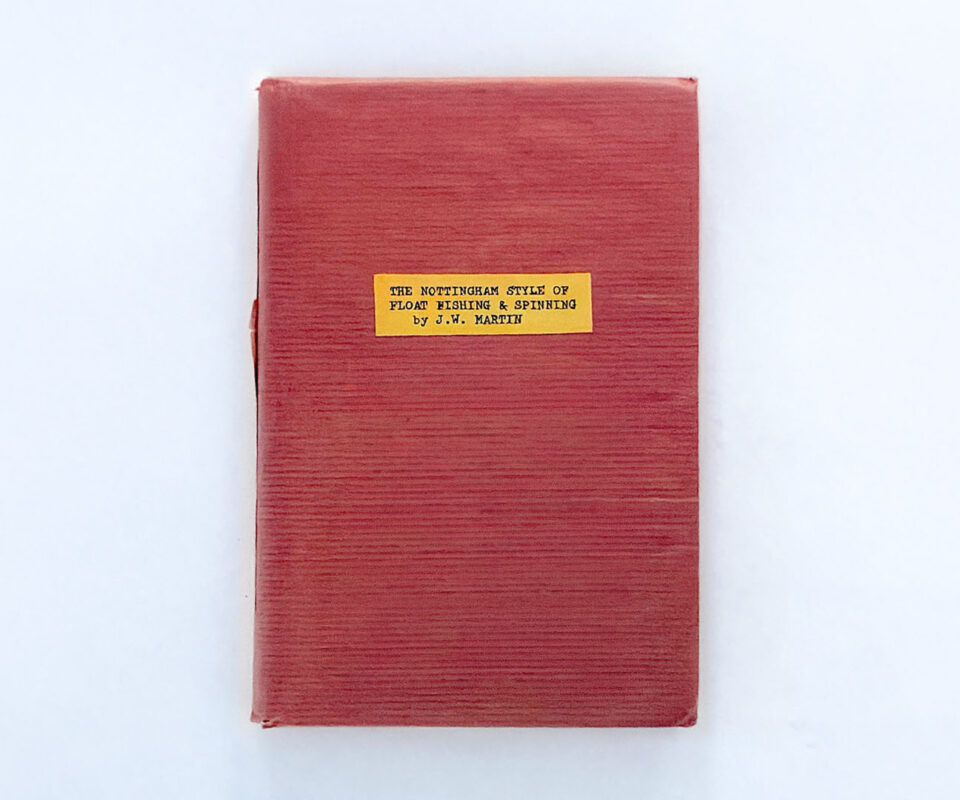 THE NOTTINGHAM STYLE OF
FLOAT FISHING & SPINNING
by J.W. MARTIN